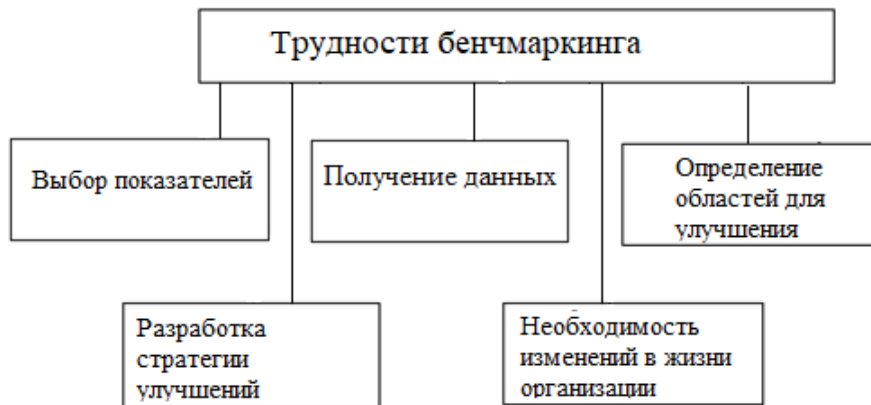 Трудности бенчмаркинга
Выбор показателей
Получение данных
Определение
областей для
улучшения
Разработка
стратегии
улучшений
Необходимость
изменений в жизни
организации